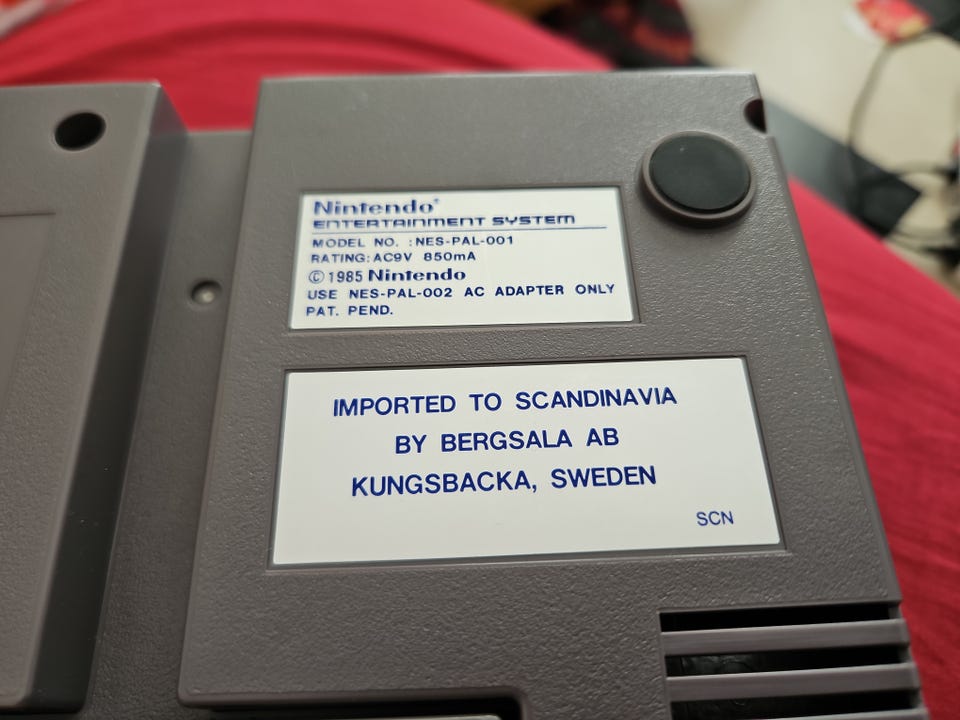 Nintendo®
ENTERTAINMENT SYSTEM
MODEL NO. :NES-PAL-001
RATING:AC9V 850mA
©1985 Nintendo
USE NES-PAL-002 AC ADAPTER ONLY
PAT. PEND.
IMPORTED TO SCANDINAVIA
BY BERGSALA AB
KUNGSBACKA, SWEDEN
SCN